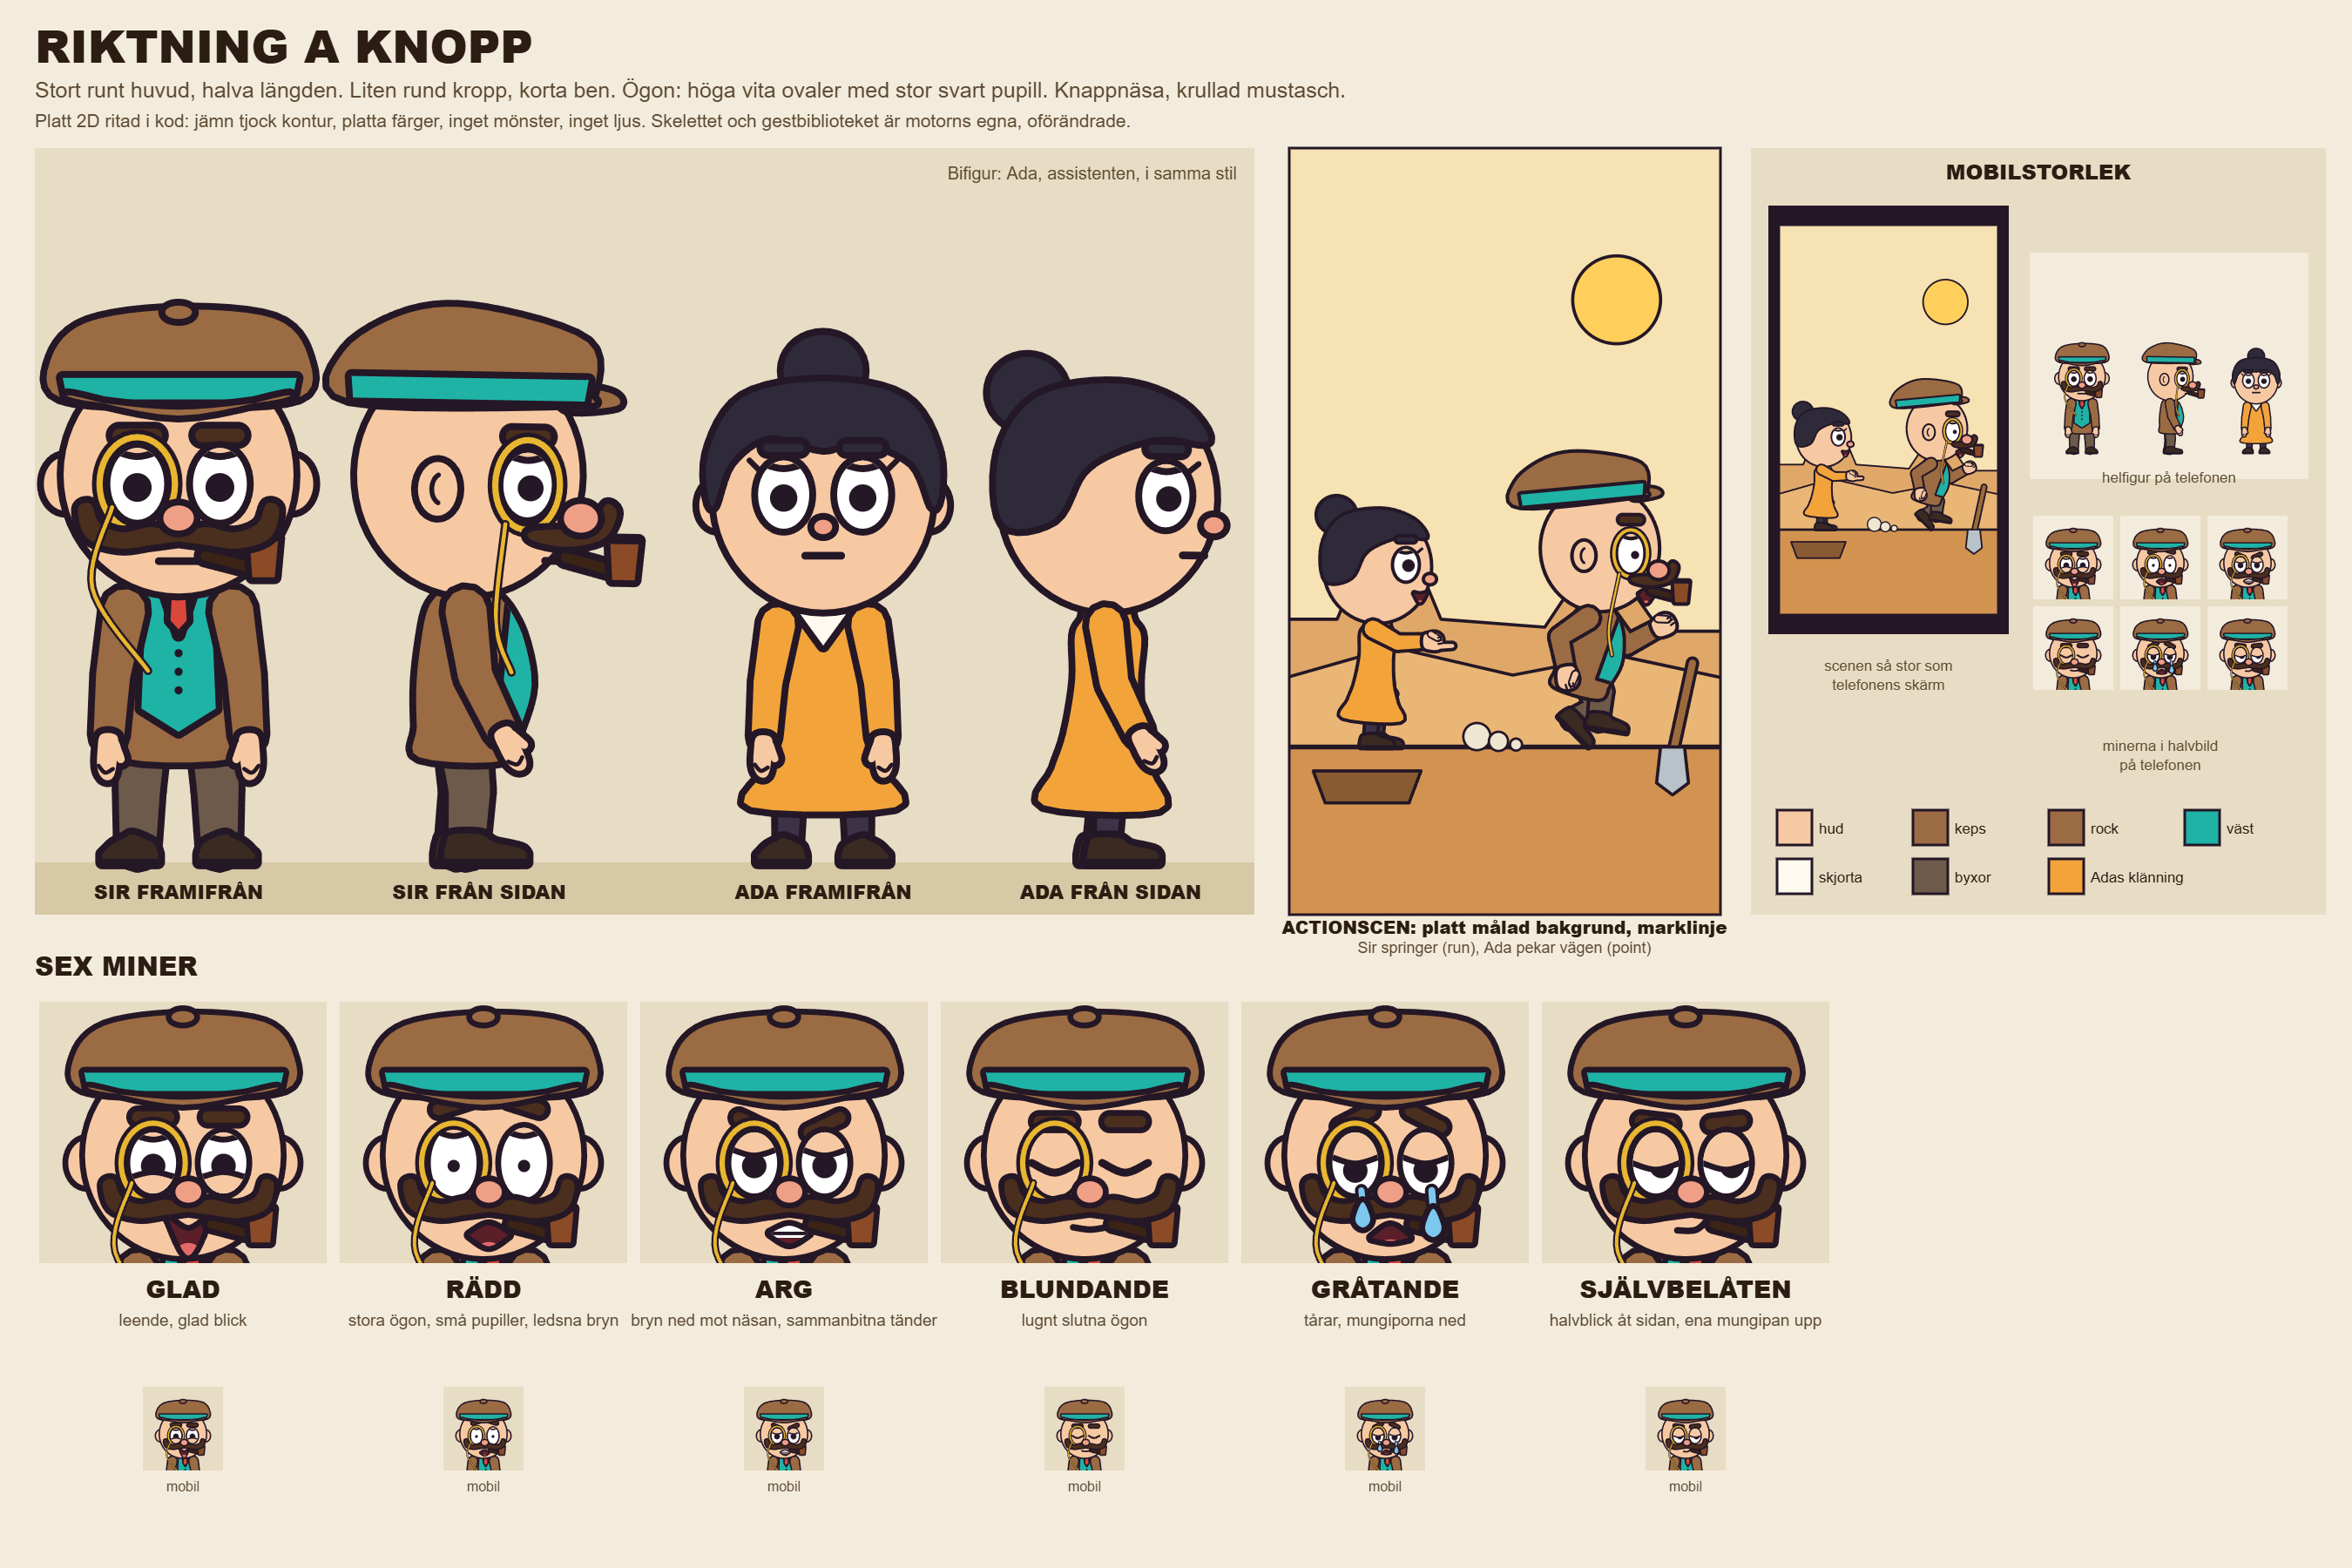 RIKTNING A KNOPP
Stort runt huvud, halva längden. Liten rund kropp, korta ben. Ögon: höga vita ovaler med stor svart pupill. Knappnäsa, krullad mustasch.
Platt 2D ritad i kod: jämn tjock kontur, platta färger, inget mönster, inget ljus. Skelettet och gestbiblioteket är motorns egna, oförändrade.
Bifigur: Ada, assistenten, i samma stil
SIR FRAMIFRÅN
SIR FRÅN SIDAN
ADA FRAMIFRÅN
ADA FRÅN SIDAN
ACTIONSCEN: platt målad bakgrund, marklinje
Sir springer (run), Ada pekar vägen (point)
MOBILSTORLEK
helfigur på telefonen
scenen så stor som
telefonens skärm
minerna i halvbild
på telefonen
hud
keps
rock
väst
skjorta
byxor
Adas klänning
SEX MINER
GLAD
leende, glad blick
RÄDD
stora ögon, små pupiller, ledsna bryn
ARG
bryn ned mot näsan, sammanbitna tänder
BLUNDANDE
lugnt slutna ögon
GRÅTANDE
tårar, mungiporna ned
SJÄLVBELÅTEN
halvblick åt sidan, ena mungipan upp
mobil
mobil
mobil
mobil
mobil
mobil